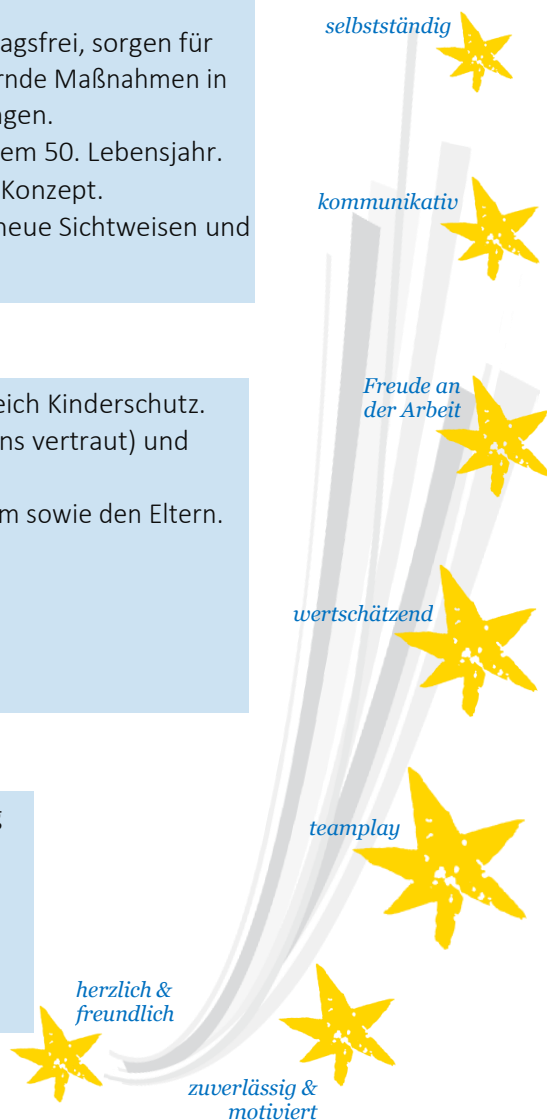 agsfrei, sorgen für
rnde Maßnahmen in
ngen.
em 50. Lebensjahr.
Konzept.
neue Sichtweisen und
eich Kinderschutz.
ns vertraut) und
m sowie den Eltern.
g
selbstständig
kommunikativ
Freude an
der Arbeit
wertschätzend
teamplay
herzlich &
freundlich
zuverlässig &
motiviert